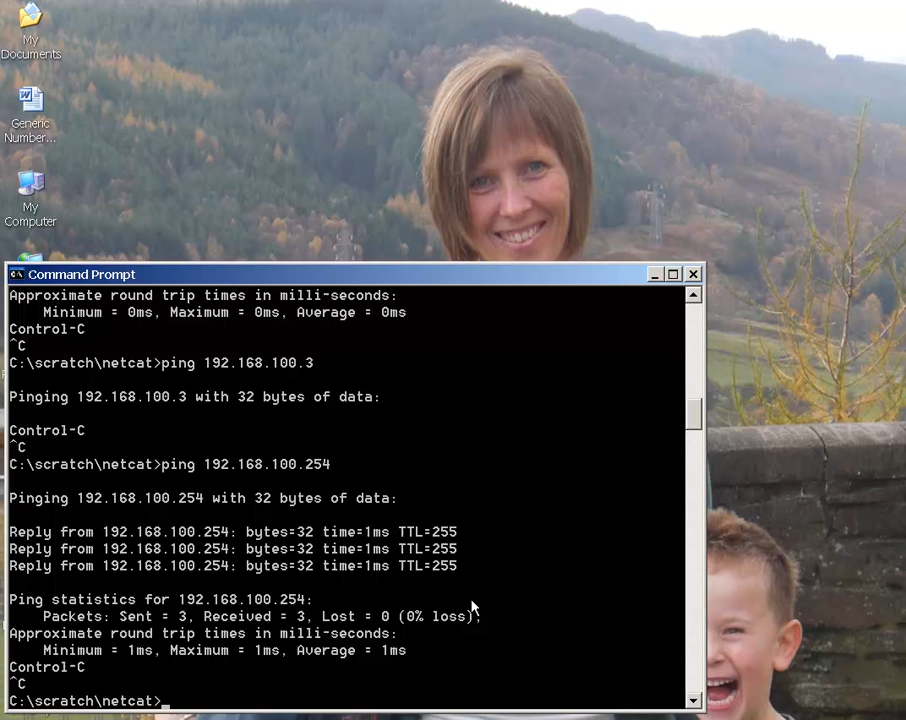 My
Documents
Generic
Number...
My
Computer
Command Prompt
Approximate round trip times in milli-seconds:
    Minimum = 0ms, Maximum = 0ms, Average = 0ms
Control-C
^C
C:\scratch\netcat>ping 192.168.100.3
Pinging 192.168.100.3 with 32 bytes of data:
Control-C
^C
C:\scratch\netcat>ping 192.168.100.254
Pinging 192.168.100.254 with 32 bytes of data:
Reply from 192.168.100.254: bytes=32 time=1ms TTL=255
Reply from 192.168.100.254: bytes=32 time=1ms TTL=255
Reply from 192.168.100.254: bytes=32 time=1ms TTL=255
Ping statistics for 192.168.100.254:
    Packets: Sent = 3, Received = 3, Lost = 0 (0% loss),
Approximate round trip times in milli-seconds:
    Minimum = 1ms, Maximum = 1ms, Average = 1ms
Control-C
^C
C:\scratch\netcat>_